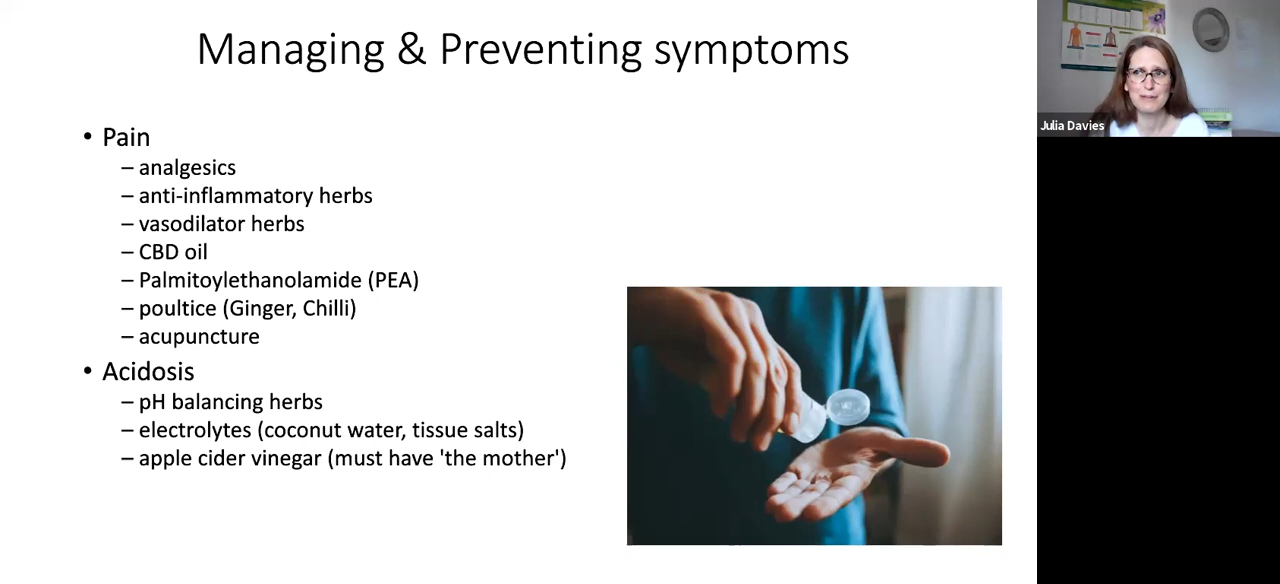 Managing & Preventing symptoms
• Pain
– analgesics
– anti-inflammatory herbs
– vasodilator herbs
– CBD oil
– Palmitoylethanolamide (PEA)
– poultice (Ginger, Chilli)
– acupuncture
• Acidosis
– pH balancing herbs
– electrolytes (coconut water, tissue salts)
– apple cider vinegar (must have 'the mother')
Julia Davies